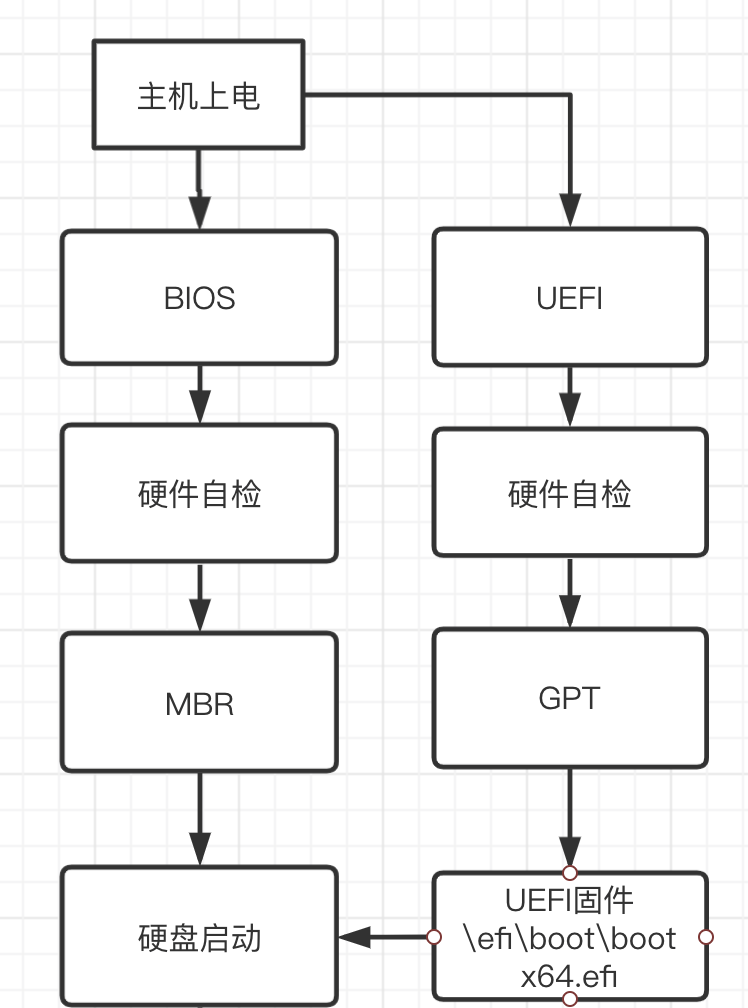 主机上电
BIOS
UEFI
硬件自检
硬件自检
MBR
GPT
硬盘启动
UEFI固件
\efi\boot\boot
x64.efi